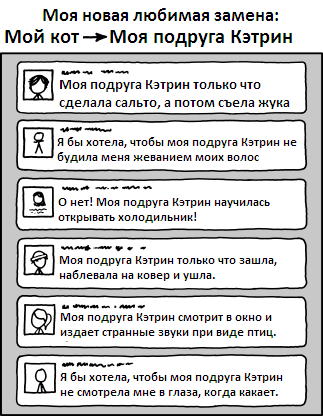 Моя новая любимая замена:
Мой кот → Моя подруга Кэтрин
Моя подруга Кэтрин только что
сделала сальто, а потом съела жука
Я бы хотела, чтобы моя подруга Кэтрин не
будила меня жеванием моих волос
О нет! Моя подруга Кэтрин научилась
открывать холодильник!
Моя подруга Кэтрин только что зашла,
наблевала на ковер и ушла.
Моя подруга Кэтрин смотрит в окно и
издает странные звуки при виде птиц.
Я бы хотела, чтобы моя подруга Кэтрин
не смотрела мне в глаза, когда какает.